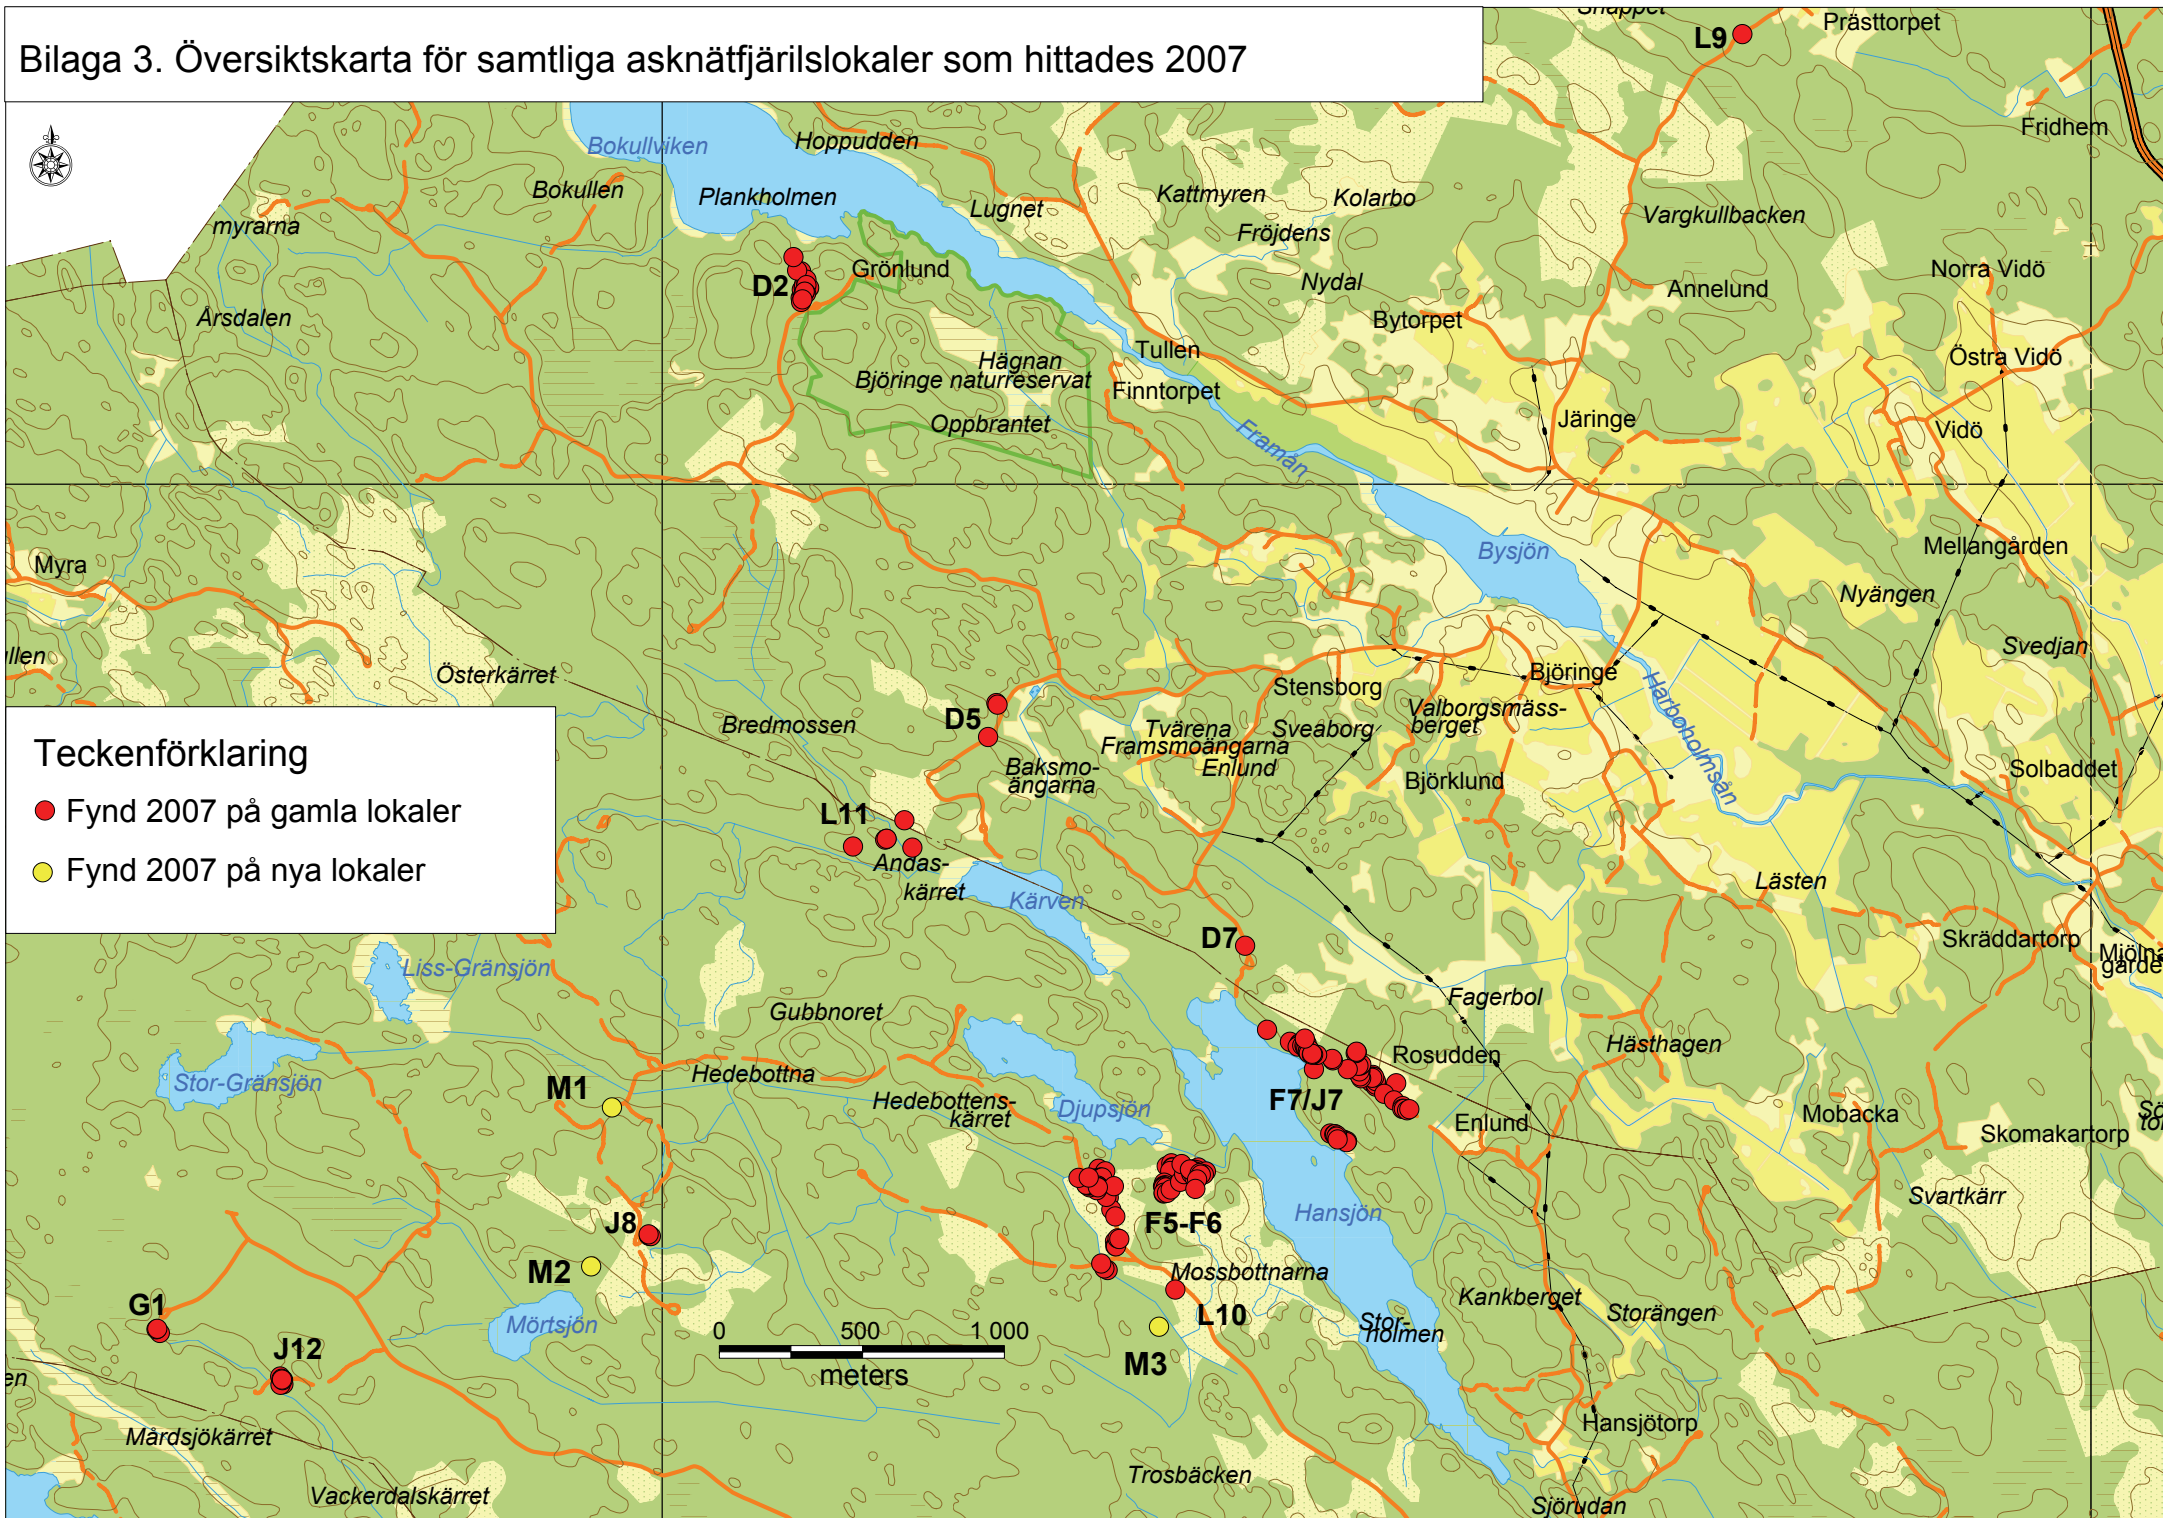 Bilaga 3. Översiktskarta för samtliga asknätfjärilslokaler som hittades 2007
L9
Prästtorpet
Fridhem
Bokullviken
Hoppudden
Bokullen
Plankholmen
Lugnet
Kattmyren
Kolarbo
Vargkullbacken
myrarna
Fröjdens
Grönlund
D2
Nydal
Annelund
Norra Vidö
Årsdalen
Bytorpet
Tullen
Hägnan
Östra Vidö
Björinge naturreservat
Finntorpet
Oppbrantet
Järinge
Vidö
Framån
Myra
Bysjön
Mellangården
Nyängen
Svedjan
Österkärret
Björinge
Stensborg
Harboholmsån
Valborgsmäss-
berget
Bredmossen
D5
Tvärena
Sveaborg
Framsmoängarna
Enlund
Baksmo-
ängarna
Björklund
Solbaddet
Teckenförklaring
Fynd 2007 på gamla lokaler
Fynd 2007 på nya lokaler
L11
Andas-
kärret
Kärven
Lästen
D7
Skräddartorp
Liss-Gränsjön
Fagerbol
Gubbnoret
Hästhagen
Rosudden
Stor-Gränsjön
Hedebottna
M1
Hedebottens-
kärret
Djupsjön
F7/J7
Enlund
Mobacka
Skomakartorp
Svartkärr
J8
F5-F6
Hansjön
M2
Mossbottnarna
G1
Mörtsjön
L10
Kankberget
Storängen
Stor-
holmen
0 500 1 000
meters
J12
M3
Hansjötorp
Mårdsjökärret
Trosbäcken
Vackerdalskärret
Sjörudan